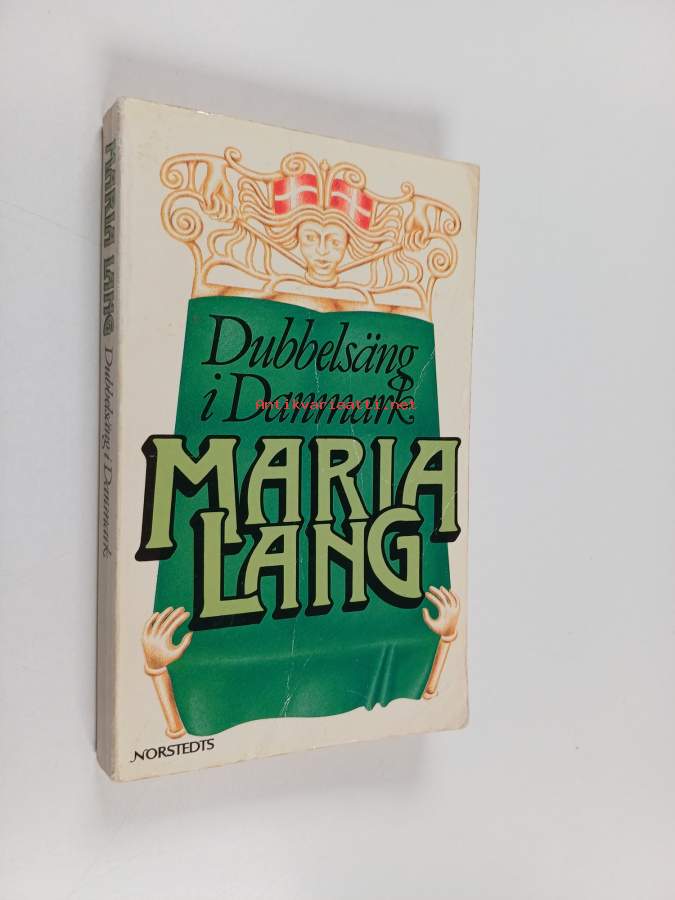 MARIA LANG Dubbelsäng i Danmark
Dubbelsäng
i Danmark
Antikvariaatti.net
MARIA
LANG
NORSTEDTS